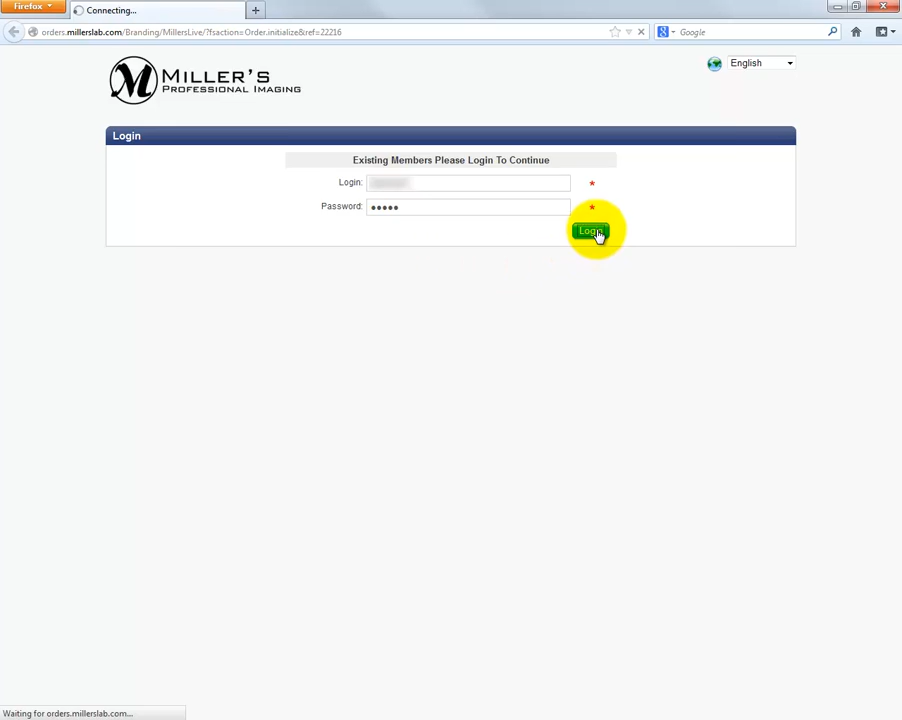 Firefox
Connecting...
orders.millerslab.com/Branding/MillersLive/?fsaction=Order.initialize&ref=22216
Google
M MILLER'S
PROFESSIONAL IMAGING
English
Login
Existing Members Please Login To Continue
Login:
*
Password: •••••
*
Login
Waiting for orders.millerslab.com...